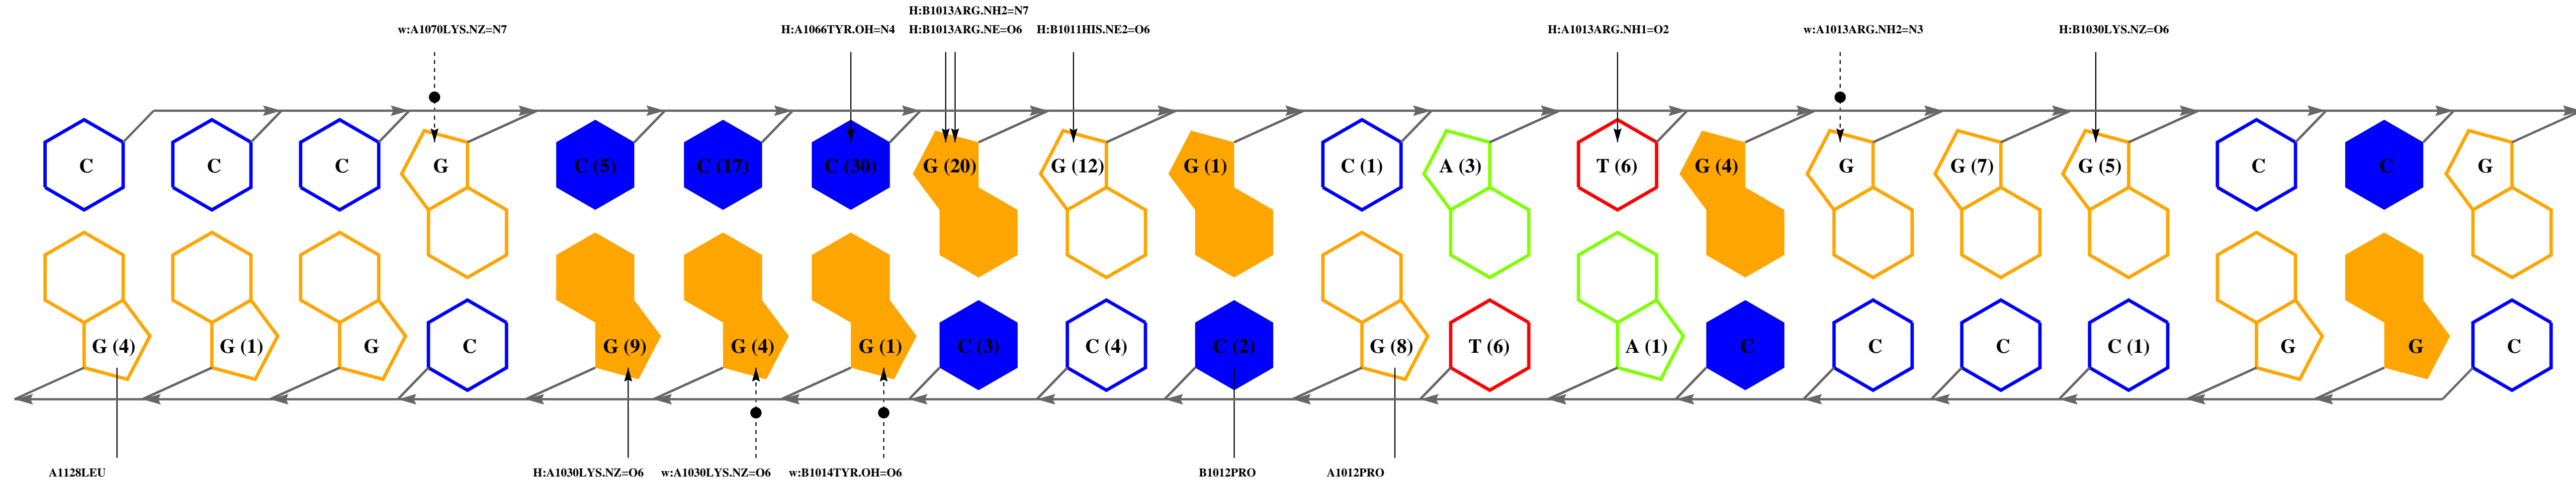 H:B1013ARG.NH2=N7
w:A1070LYS.NZ=N7 H:A1066TYR.OH=N4 H:B1013ARG.NE=O6 H:B1011HIS.NE2=O6 H:A1013ARG.NH1=O2 w:A1013ARG.NH2=N3 H:B1030LYS.NZ=O6
C C C G C (5) C (17) C (30) G (20) G (12) G (1) C (1) A (3) T (6) G (4) G G (7) G (5) C C G
G (4) G (1) G C G (9) G (4) G (1) C (3) C (4) C (2) G (8) T (6) A (1) C C C C (1) G G C
A1128LEU H:A1030LYS.NZ=O6 w:A1030LYS.NZ=O6 w:B1014TYR.OH=O6 B1012PRO A1012PRO